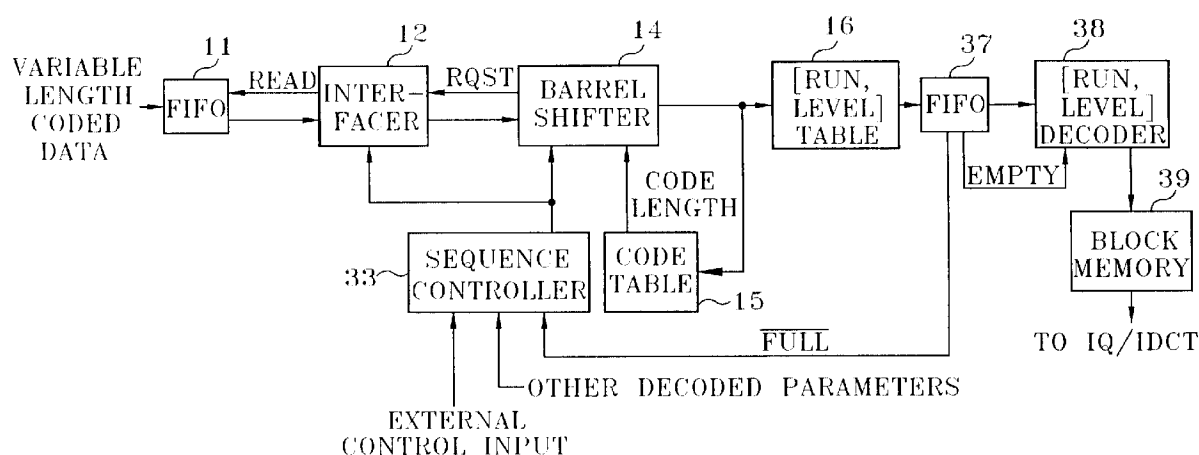 VARIABLE
LENGTH
CODED
DATA
11
FIFO
READ
12
INTER-
FACER
RQST
14
BARREL
SHIFTER
16
[RUN,
LEVEL]
TABLE
37
FIFO
EMPTY
38
[RUN,
LEVEL]
DECODER
39
BLOCK
MEMORY
TO IQ/IDCT
CODE
LENGTH
33
SEQUENCE
CONTROLLER
CODE
TABLE
15
FULL
OTHER DECODED PARAMETERS
EXTERNAL
CONTROL INPUT